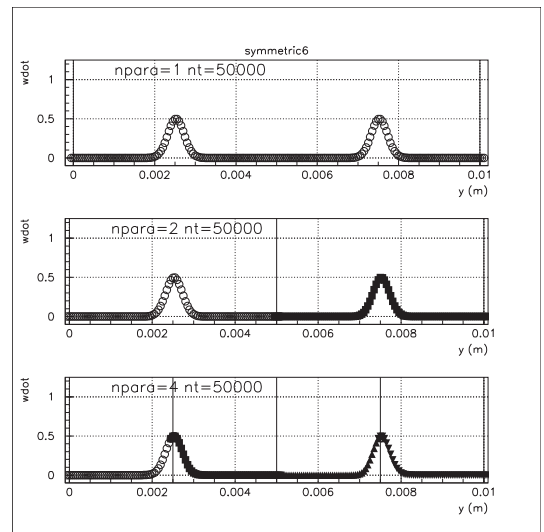 symmetric6
wdot
npara=1 nt=50000
1
0.5
0
0 0.002 0.004 0.006 0.008 0.01
y (m)
wdot
npara=2 nt=50000
1
0.5
0
0 0.002 0.004 0.006 0.008 0.01
y (m)
wdot
npara=4 nt=50000
1
0.5
0
0 0.002 0.004 0.006 0.008 0.01
y (m)